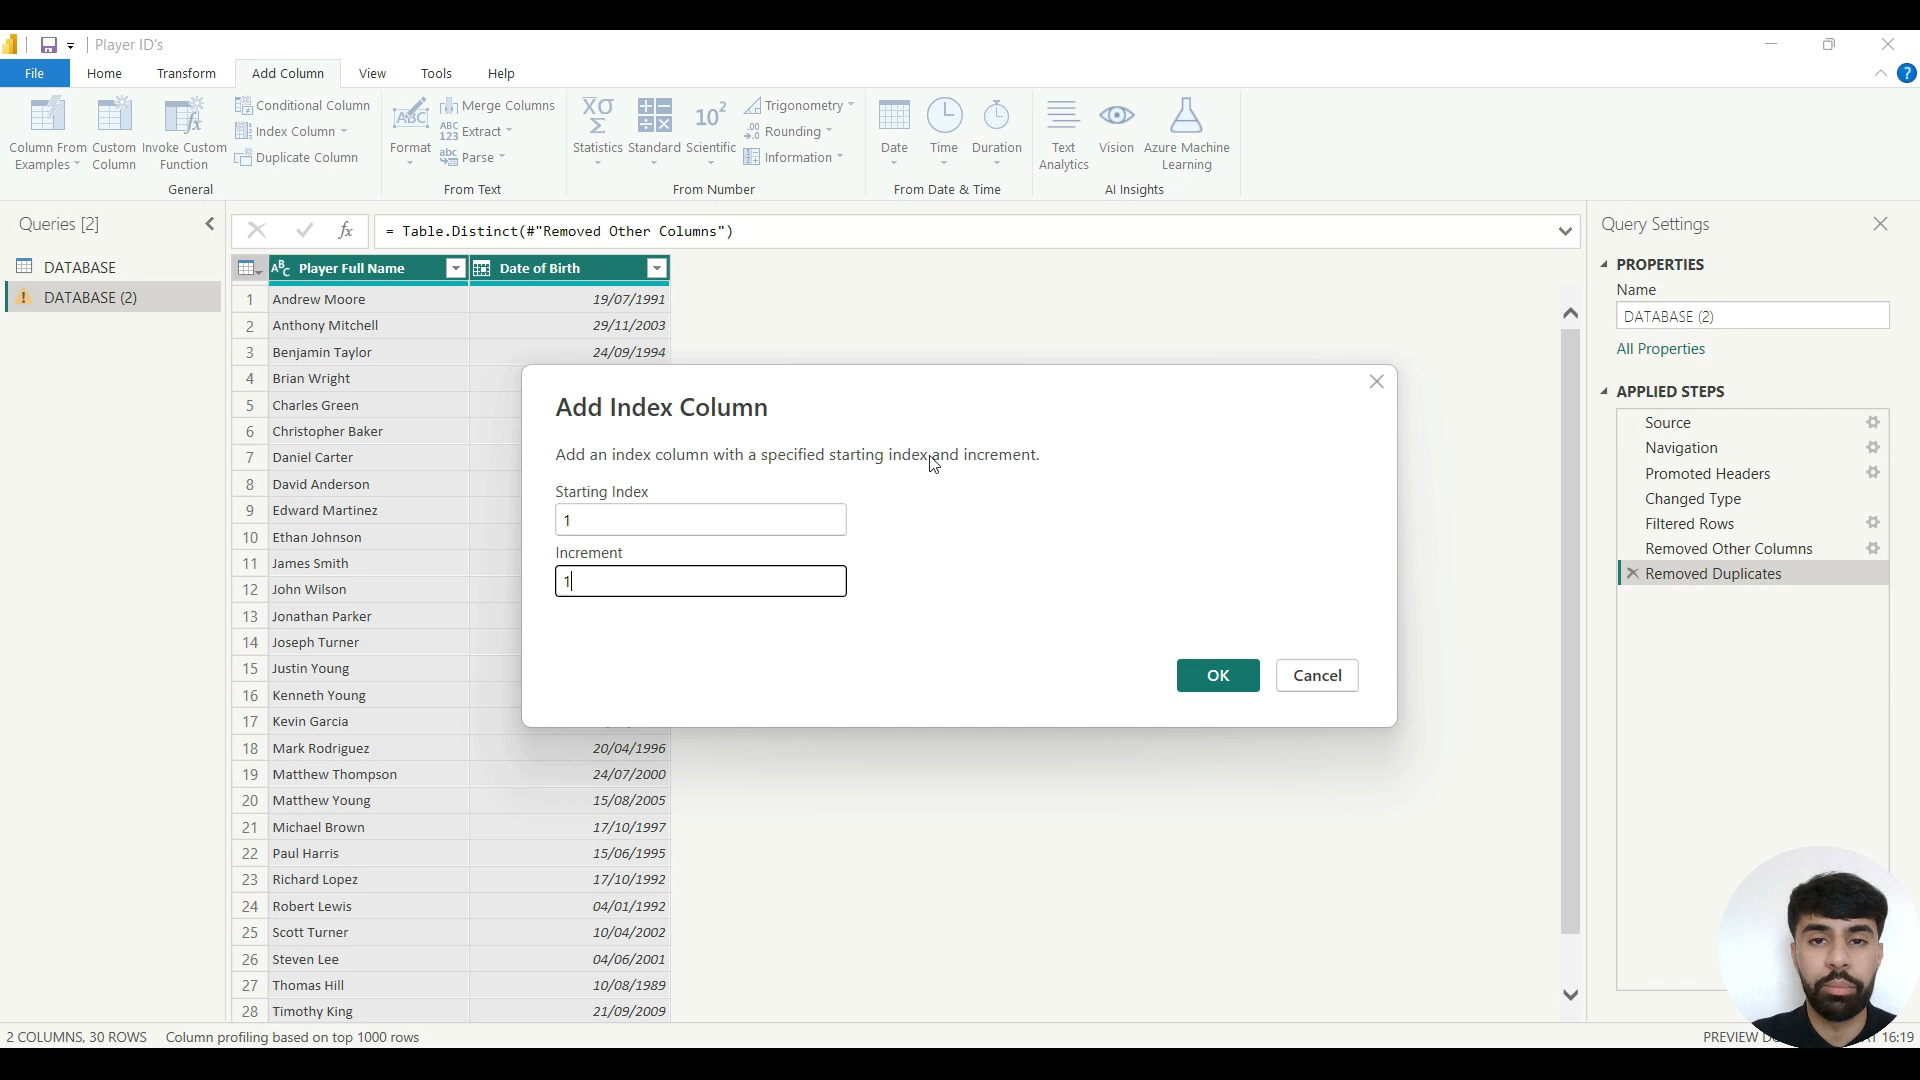 Player ID's
File Home Transform Add Column View Tools Help
Column From Examples
Custom Column
Invoke Custom Function
Conditional Column
Index Column
Duplicate Column
General
Format
Merge Columns
Extract
Parse
From Text
Statistics
Standard
Scientific
Trigonometry
Rounding
Information
From Number
Date
Time
Duration
From Date & Time
Text Analytics
Vision
Azure Machine Learning
AI Insights
Queries [2]
DATABASE
DATABASE (2)
= Table.Distinct(#"Removed Other Columns")
Player Full Name Date of Birth
1 Andrew Moore 19/07/1991
2 Anthony Mitchell 29/11/2003
3 Benjamin Taylor 24/09/1994
4 Brian Wright
5 Charles Green
6 Christopher Baker
7 Daniel Carter
8 David Anderson
9 Edward Martinez
10 Ethan Johnson
11 James Smith
12 John Wilson
13 Jonathan Parker
14 Joseph Turner
15 Justin Young
16 Kenneth Young
17 Kevin Garcia
18 Mark Rodriguez 20/04/1996
19 Matthew Thompson 24/07/2000
20 Matthew Young 15/08/2005
21 Michael Brown 17/10/1997
22 Paul Harris 15/06/1995
23 Richard Lopez 17/10/1992
24 Robert Lewis 04/01/1992
25 Scott Turner 10/04/2002
26 Steven Lee 04/06/2001
27 Thomas Hill 10/08/1989
28 Timothy King 21/09/2009
Add Index Column
Add an index column with a specified starting index and increment.
Starting Index
1
Increment
1
OK Cancel
Query Settings
PROPERTIES
Name
DATABASE (2)
All Properties
APPLIED STEPS
Source
Navigation
Promoted Headers
Changed Type
Filtered Rows
Removed Other Columns
Removed Duplicates
2 COLUMNS, 30 ROWS Column profiling based on top 1000 rows
PREVIEW 16:19